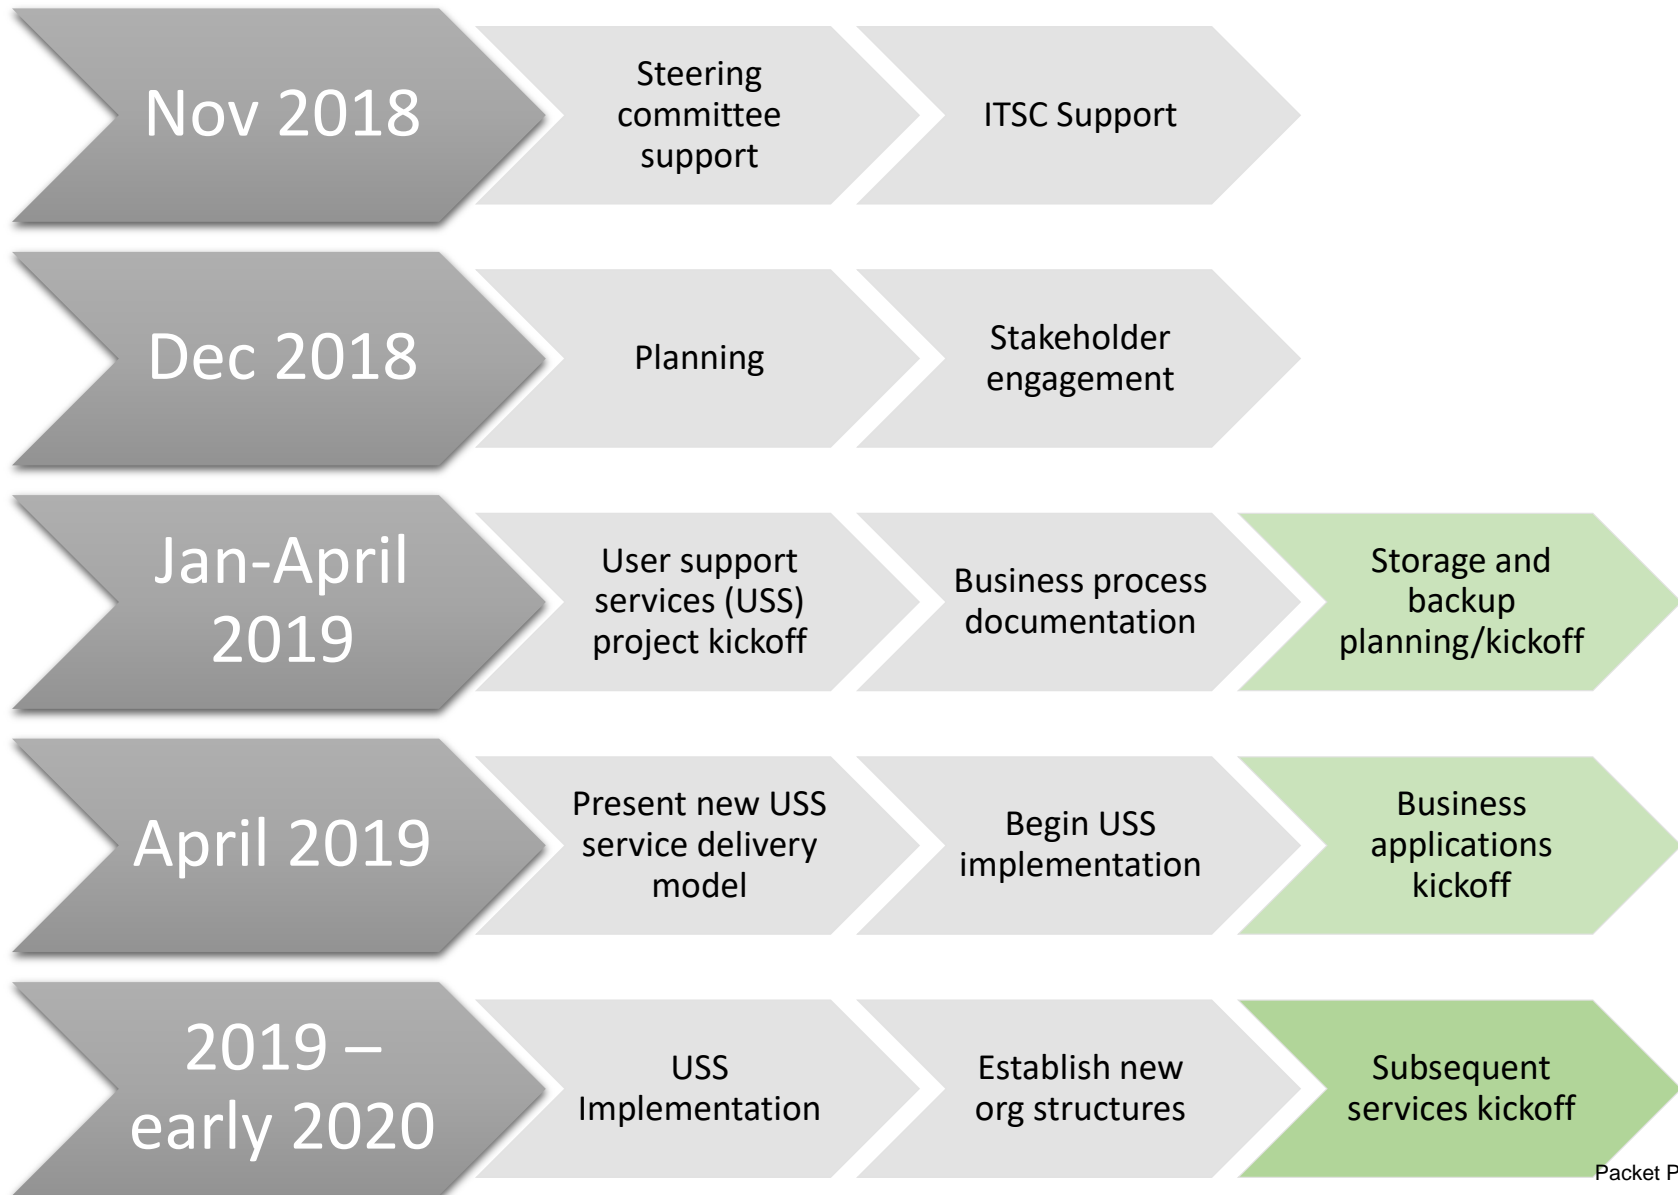 Nov 2018
Steering
committee
support
ITSC Support
Dec 2018
Planning
Stakeholder
engagement
Jan-April
2019
User support
services (USS)
project kickoff
Business process
documentation
Storage and
backup
planning/kickoff
April 2019
Present new USS
service delivery
model
Begin USS
implementation
Business
applications
kickoff
2019 –
early 2020
USS
Implementation
Establish new
org structures
Subsequent
services kickoff
Packet P